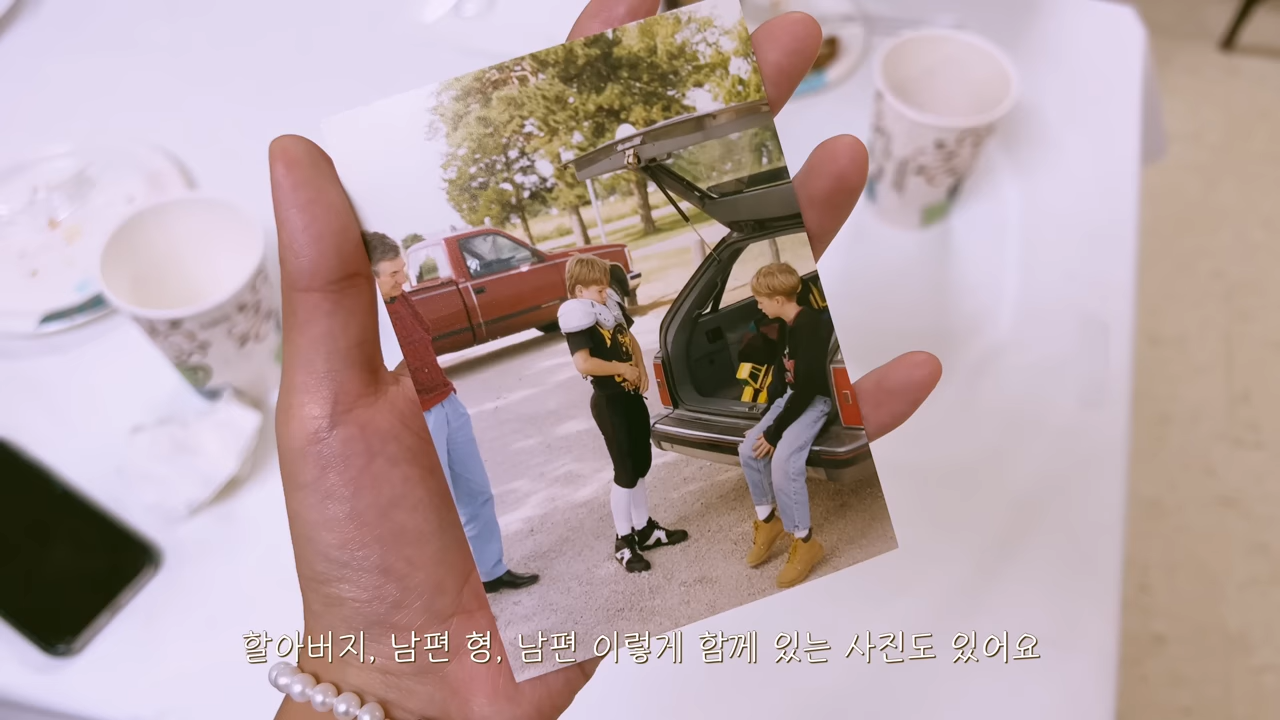 할아버지, 남편 형, 남편 이렇게 함께 있는 사진도 있어요